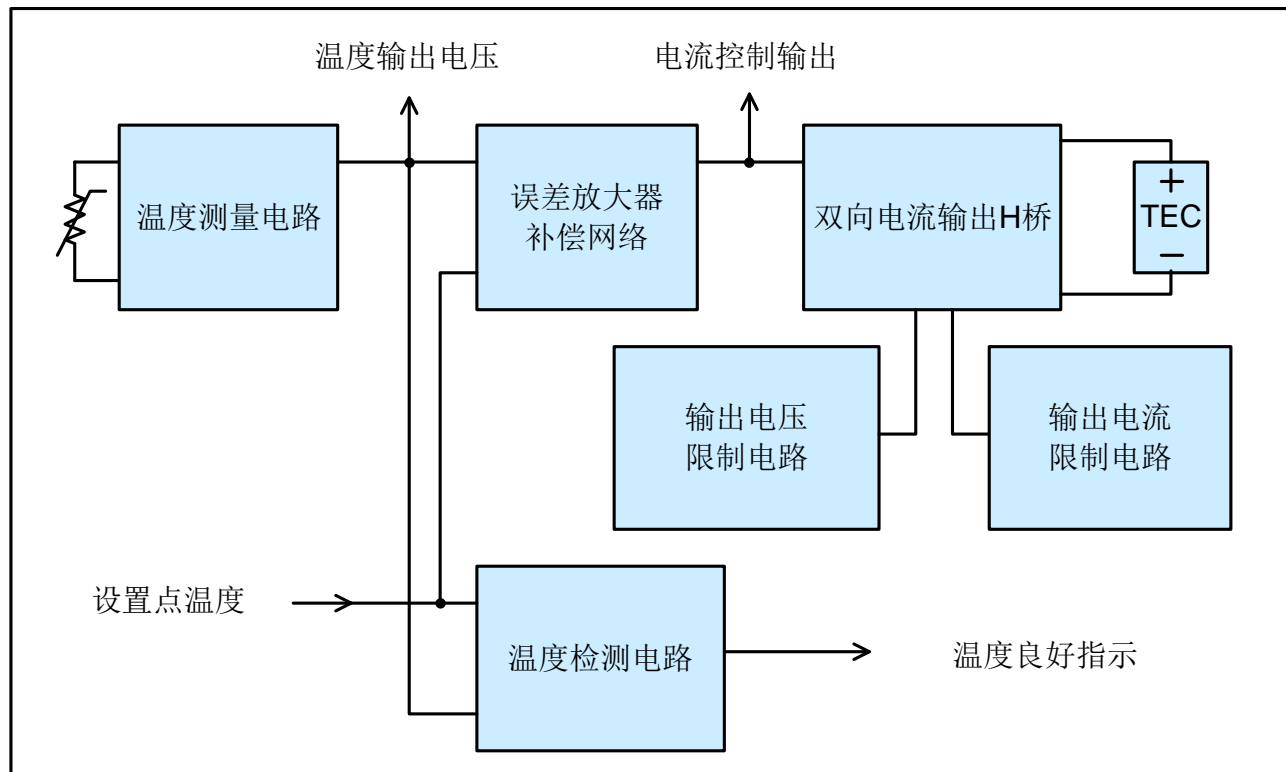 温度输出电压
电流控制输出
温度测量电路
误差放大器
补偿网络
双向电流输出H桥
+
TEC
−
输出电压
限制电路
输出电流
限制电路
设置点温度
温度检测电路
温度良好指示